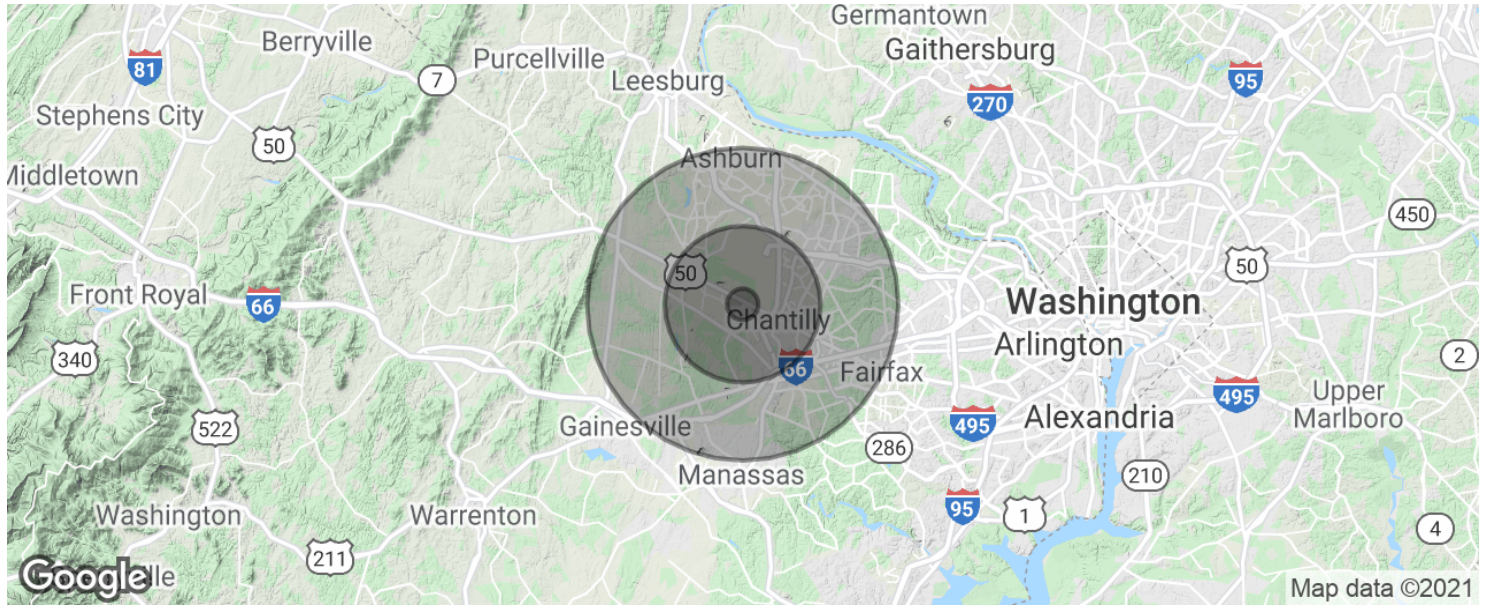 Germantown
Berryville
Purcellville
Gaithersburg
81
7
Leesburg
95
270
Stephens City
50
Ashburn
Middletown
450
50
50
Front Royal
66
Washington
Chantilly
Arlington
340
66
Fairfax
2
495
Upper
Marlboro
522
Gainesville
495
Alexandria
286
Manassas
210
95
Washington
Warrenton
1
4
211
Google
Map data ©2021